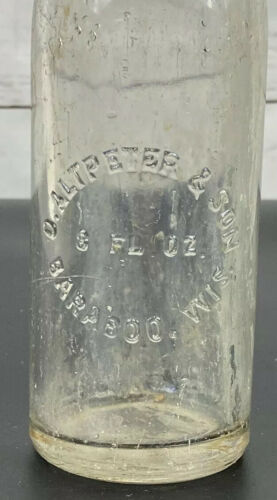 O. ALTPETER & SON
6 FL OZ.
BARABOO. WIS